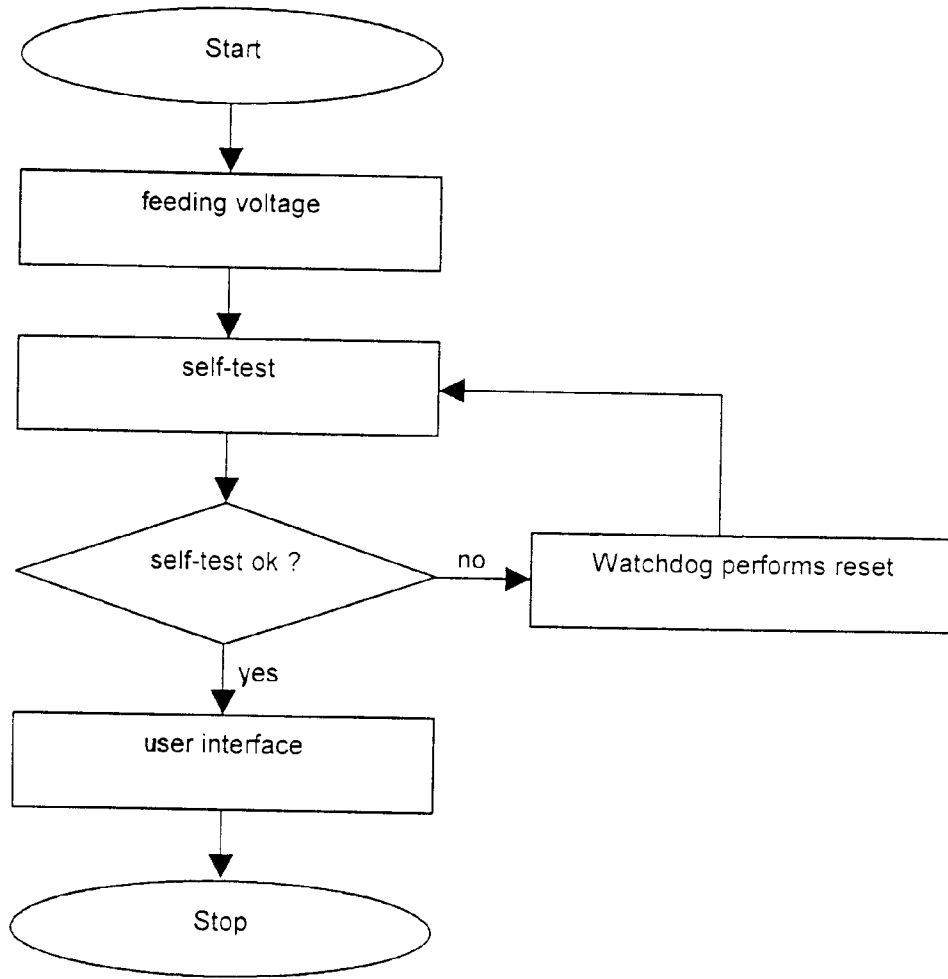 Start
feeding voltage
self-test
self-test ok ?
no
Watchdog performs reset
yes
user interface
Stop